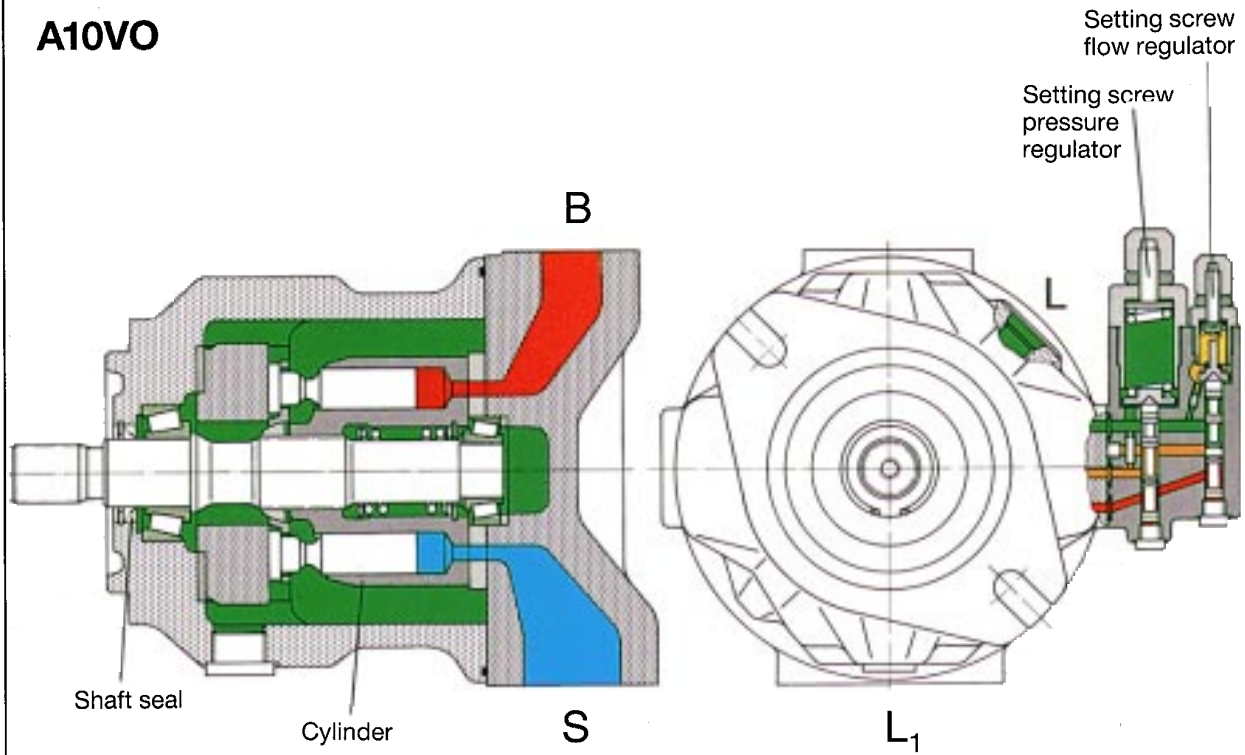 A10VO
Setting screw
flow regulator
Setting screw
pressure
regulator
B
L
Shaft seal
Cylinder
S
L₁